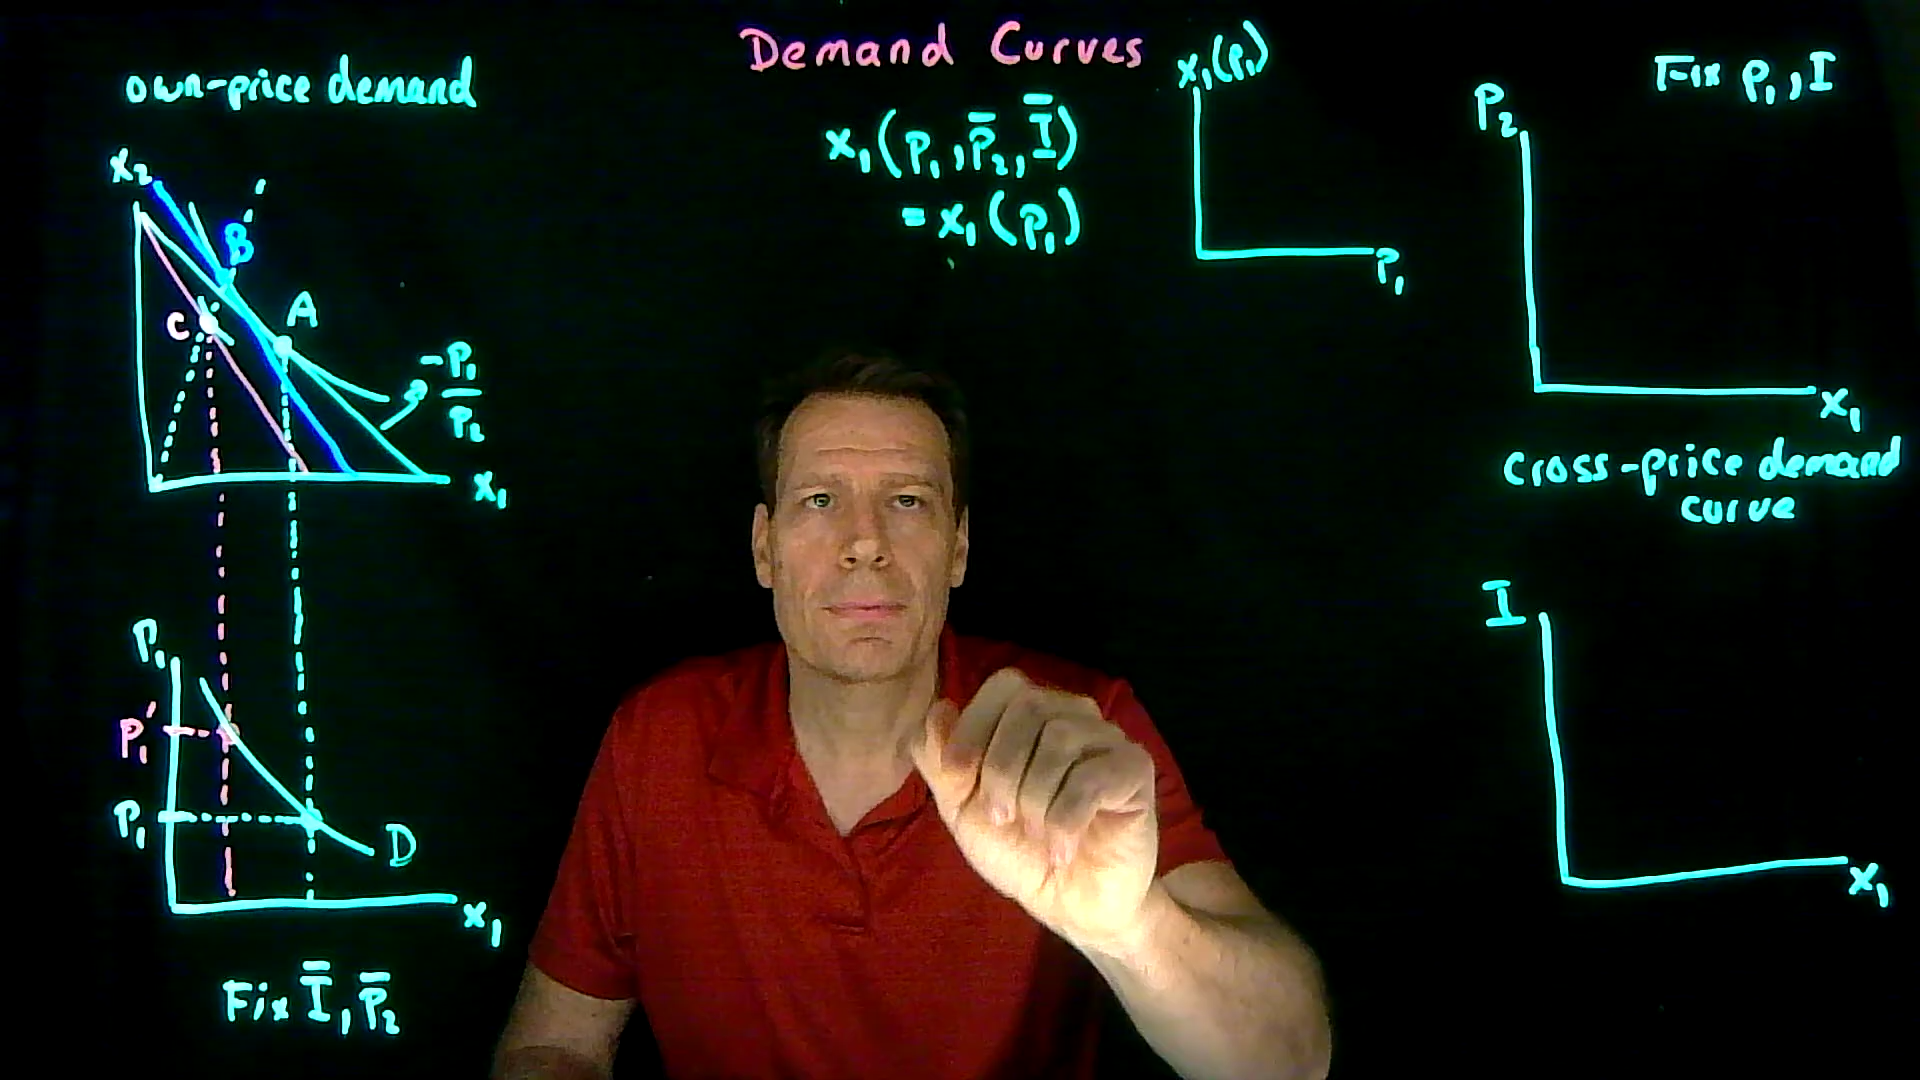 Demand Curves
own-price demand
x₂
B
A
C
-P₁
P₂
x₁
P₁
P₁'
P₁
D
x₁
Fix Ī, P̄₂
x₁(P₁, P̄₂, Ī)
= x₁(P₁)
x₁(P₁)
P₁
Fix P₁, I
P₂
x₁
cross-price demand
curve
I
x₁